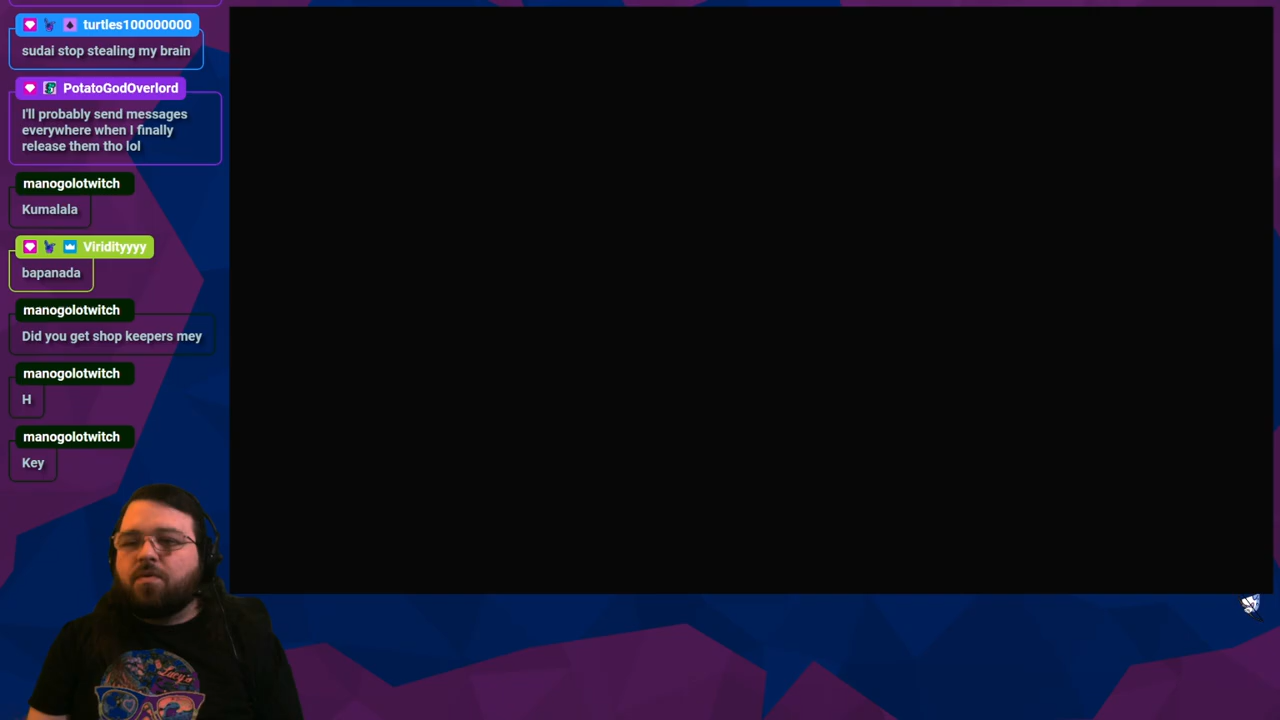 turtles100000000
sudai stop stealing my brain
PotatoGodOverlord
I'll probably send messages
everywhere when I finally
release them tho lol
manogolotwitch
Kumalala
Viridityyyy
bapanada
manogolotwitch
Did you get shop keepers mey
manogolotwitch
H
manogolotwitch
Key
Lucy's